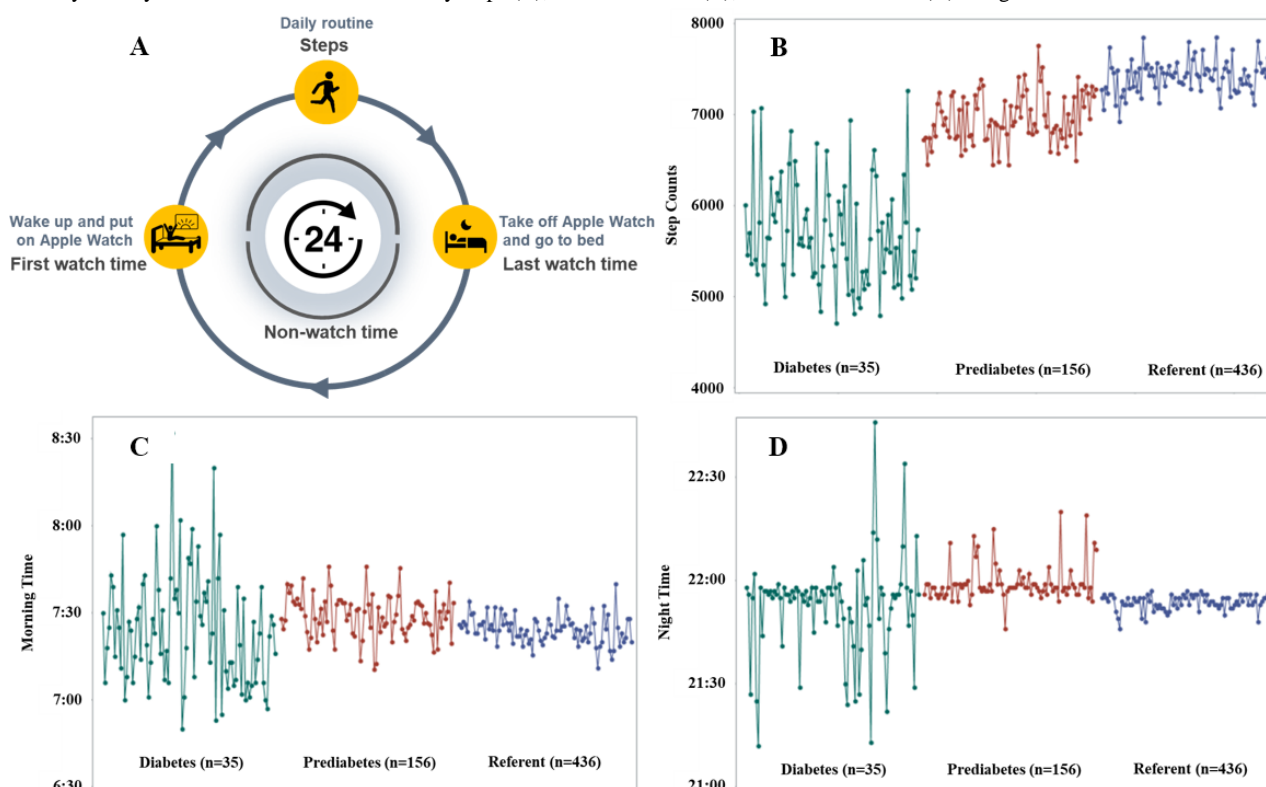 A
Daily routine
Steps
Wake up and put
on Apple Watch
First watch time
24
Take off Apple Watch
and go to bed
Last watch time
Non-watch time
B
8000
7000
6000
5000
4000
Step Counts
Diabetes (n=35)
Prediabetes (n=156)
Referent (n=436)
C
8:30
8:00
7:30
7:00
6:30
Morning Time
Diabetes (n=35)
Prediabetes (n=156)
Referent (n=436)
D
22:30
22:00
21:30
21:00
Night Time
Diabetes (n=35)
Prediabetes (n=156)
Referent (n=436)